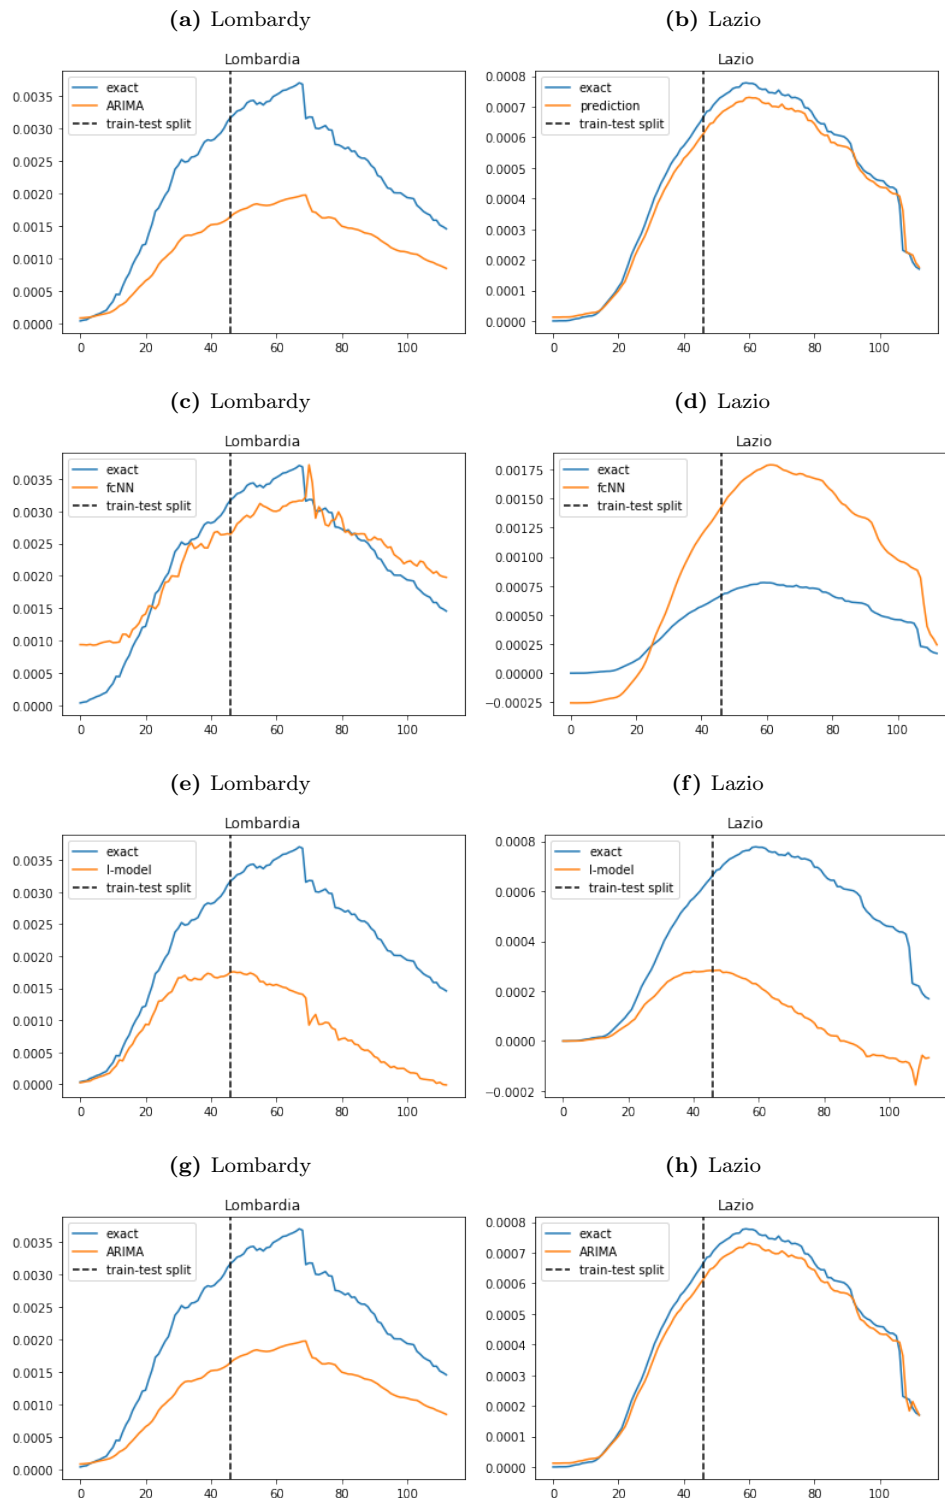 (a) Lombardy
(b) Lazio
Lombardia
exact
ARIMA
train-test split
0.0035
0.0030
0.0025
0.0020
0.0015
0.0010
0.0005
0.0000
0 20 40 60 80 100
Lazio
exact
prediction
train-test split
0.0008
0.0007
0.0006
0.0005
0.0004
0.0003
0.0002
0.0001
0.0000
0 20 40 60 80 100
(c) Lombardy
(d) Lazio
Lombardia
exact
fcNN
train-test split
0.0035
0.0030
0.0025
0.0020
0.0015
0.0010
0.0005
0.0000
0 20 40 60 80 100
Lazio
exact
fcNN
train-test split
0.00175
0.00150
0.00125
0.00100
0.00075
0.00050
0.00025
0.00000
−0.00025
0 20 40 60 80 100
(e) Lombardy
(f) Lazio
Lombardia
exact
I-model
train-test split
0.0035
0.0030
0.0025
0.0020
0.0015
0.0010
0.0005
0.0000
0 20 40 60 80 100
Lazio
exact
I-model
train-test split
0.0008
0.0006
0.0004
0.0002
0.0000
−0.0002
0 20 40 60 80 100
(g) Lombardy
(h) Lazio
Lombardia
exact
ARIMA
train-test split
0.0035
0.0030
0.0025
0.0020
0.0015
0.0010
0.0005
0.0000
0 20 40 60 80 100
Lazio
exact
ARIMA
train-test split
0.0008
0.0007
0.0006
0.0005
0.0004
0.0003
0.0002
0.0001
0.0000
0 20 40 60 80 100